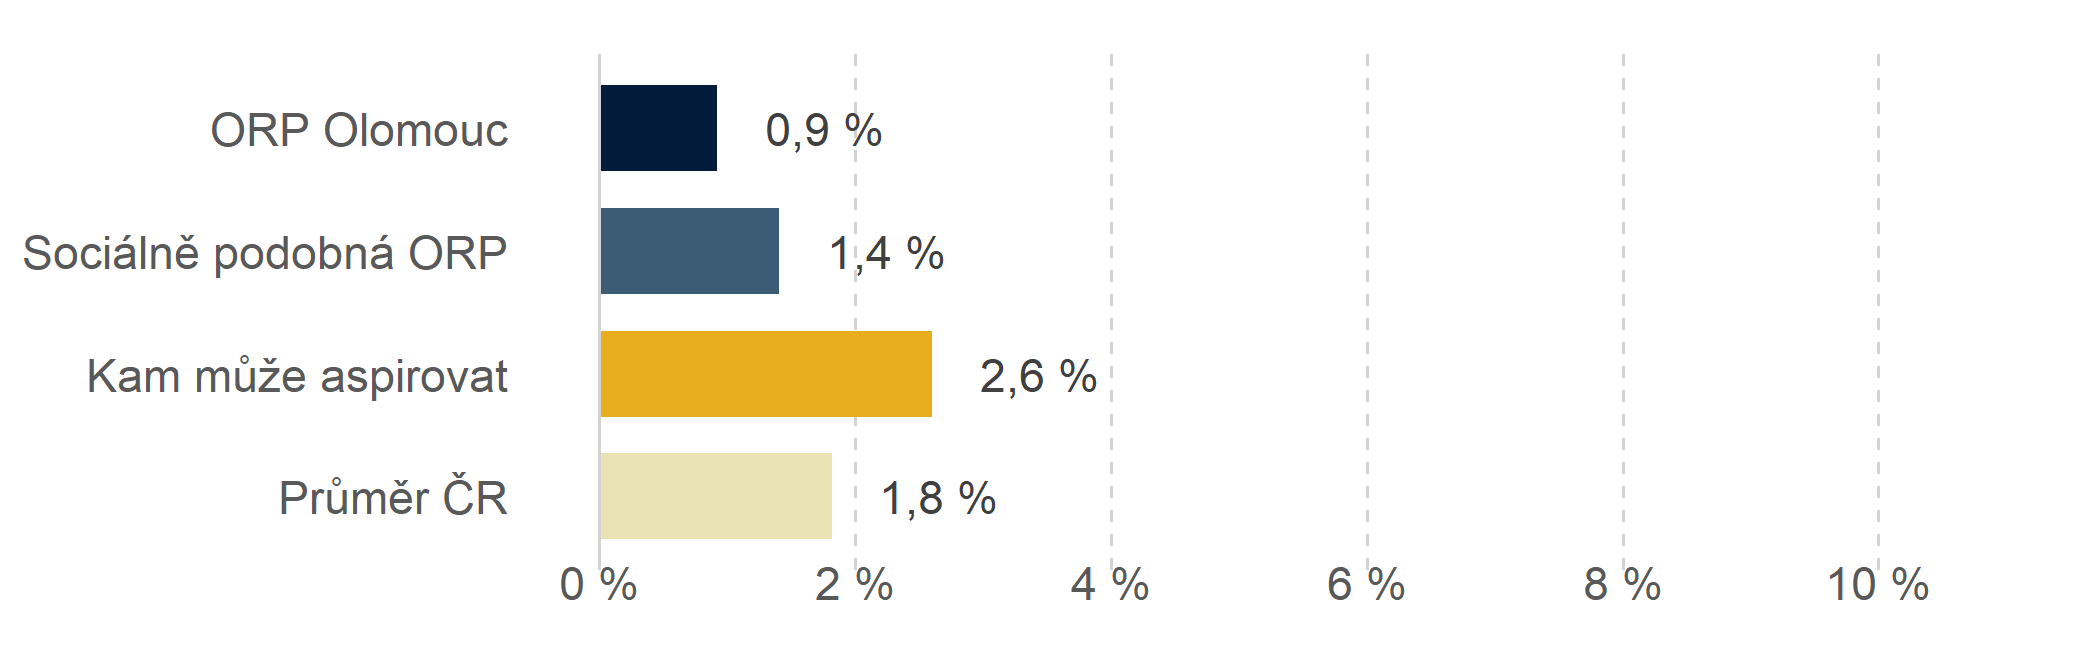 ORP Olomouc 0,9 %
Sociálně podobná ORP 1,4 %
Kam může aspirovat 2,6 %
Průměr ČR 1,8 %
0 % 2 % 4 % 6 % 8 % 10 %